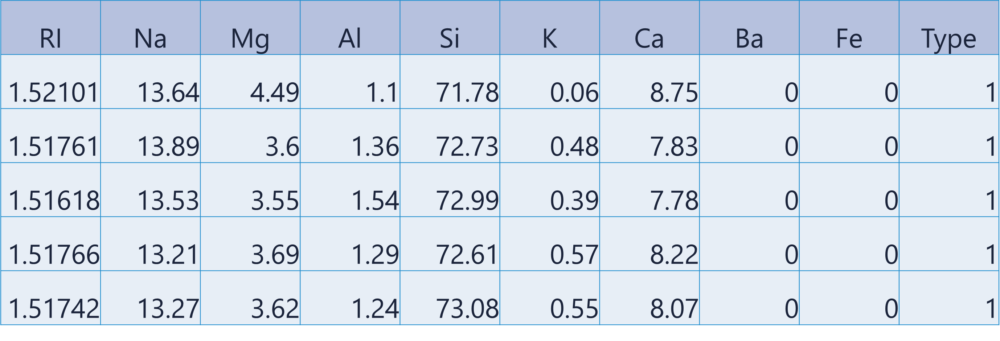 RI Na Mg Al Si K Ca Ba Fe Type
1.52101 13.64 4.49 1.1 71.78 0.06 8.75 0 0 1
1.51761 13.89 3.6 1.36 72.73 0.48 7.83 0 0 1
1.51618 13.53 3.55 1.54 72.99 0.39 7.78 0 0 1
1.51766 13.21 3.69 1.29 72.61 0.57 8.22 0 0 1
1.51742 13.27 3.62 1.24 73.08 0.55 8.07 0 0 1